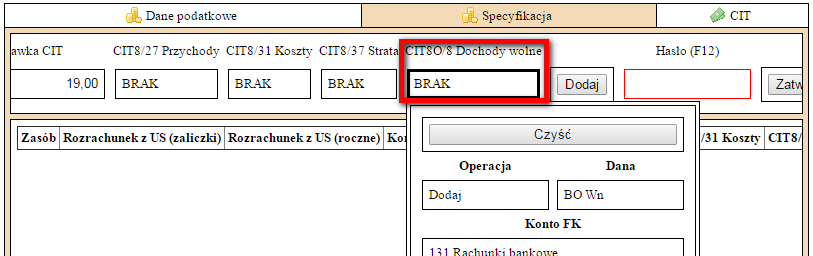 Dane podatkowe Specyfikacja CIT
awka CIT CIT8/27 Przychody CIT8/31 Koszty CIT8/37 Strata CIT8O/8 Dochody wolne Hasło (F12)
19,00 BRAK BRAK BRAK BRAK Dodaj Zatw
Zasób Rozrachunek z US (zaliczki) Rozrachunek z US (roczne) Kor /31 Koszty CIT8/
Czyść
Operacja Dana
Dodaj BO Wn
Konto FK
131 Rachunki bankowe